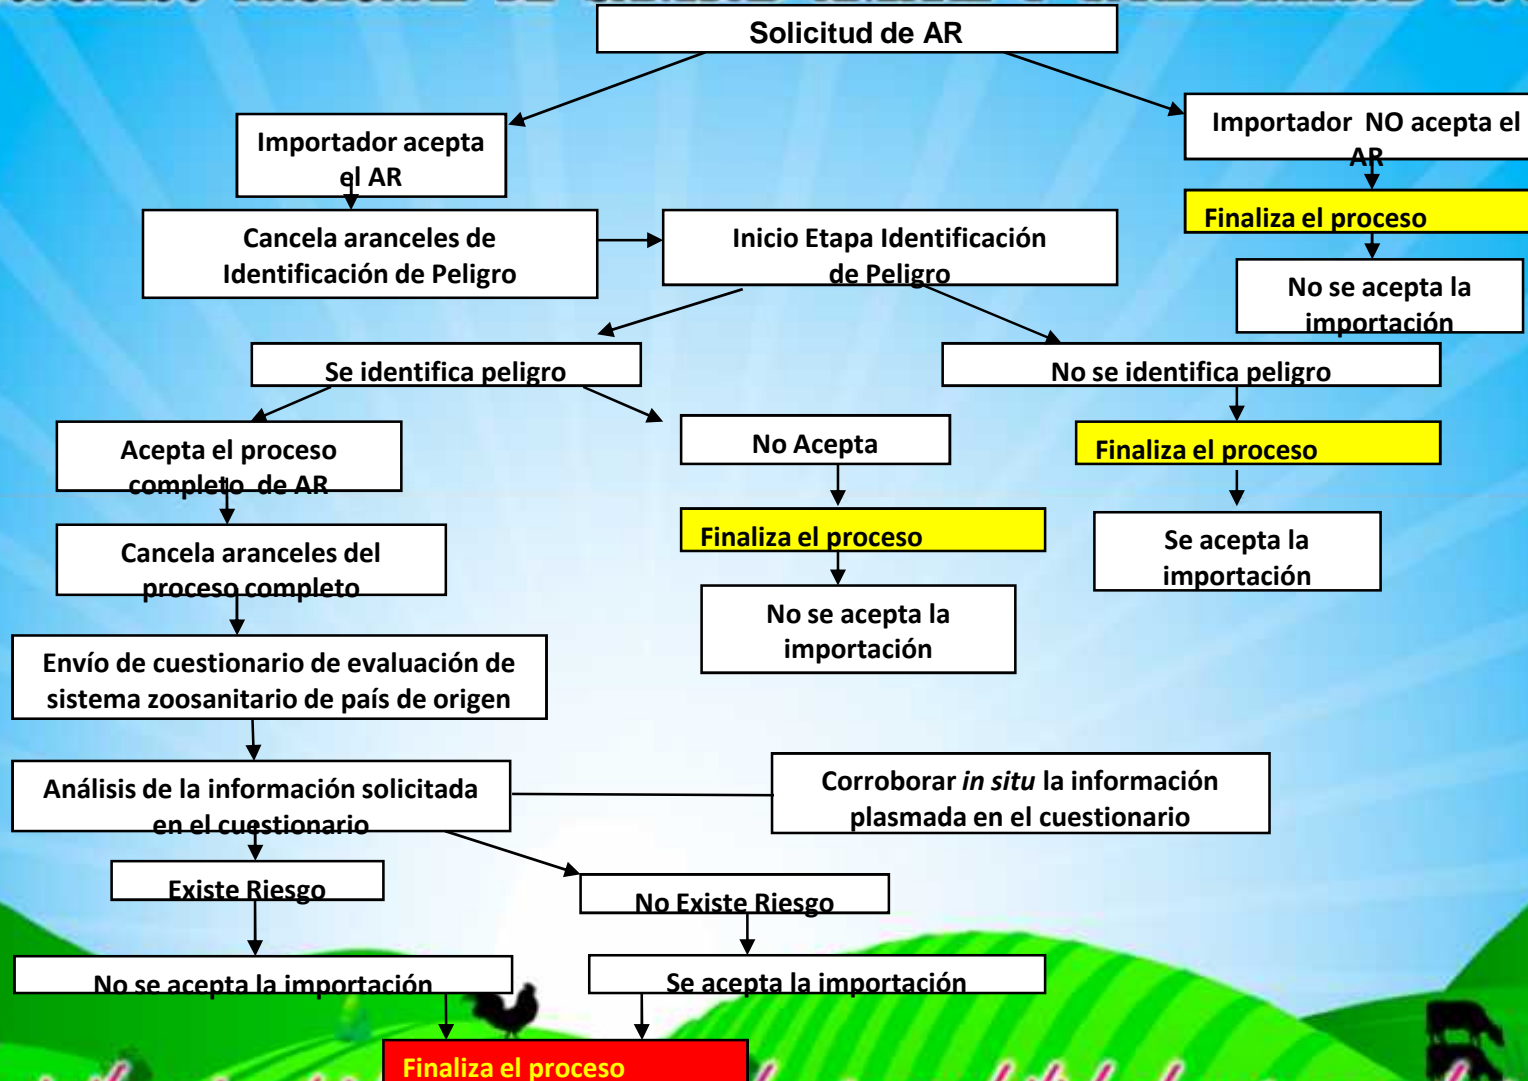 Solicitud de AR
Importador acepta
el AR
Importador NO acepta el
AR
Cancela aranceles de
Identificación de Peligro
Inicio Etapa Identificación
de Peligro
Finaliza el proceso
No se acepta la
importación
Se identifica peligro
No se identifica peligro
Acepta el proceso
completo de AR
No Acepta
Finaliza el proceso
Finaliza el proceso
Cancela aranceles del
proceso completo
Se acepta la
importación
No se acepta la
importación
Envío de cuestionario de evaluación de
sistema zoosanitario de país de origen
Análisis de la información solicitada
en el cuestionario
Corroborar in situ la información
plasmada en el cuestionario
Existe Riesgo
No Existe Riesgo
No se acepta la importación
Se acepta la importación
Finaliza el proceso